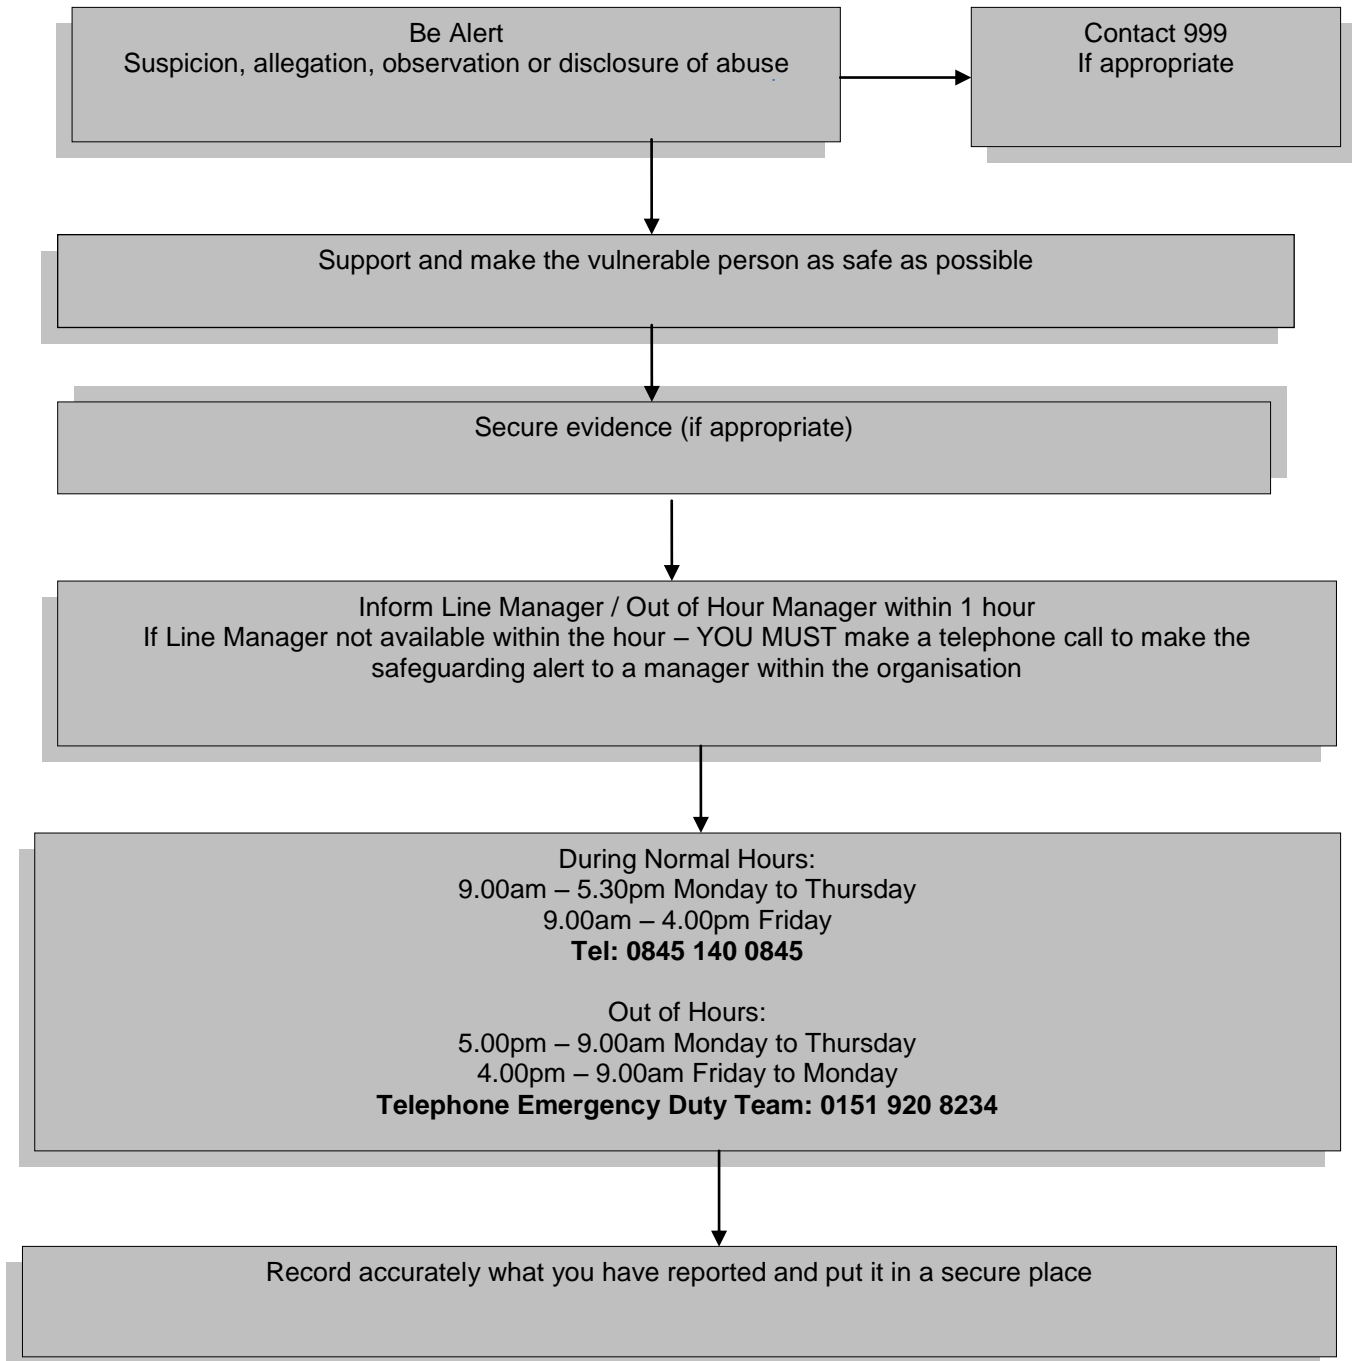 Be Alert
Suspicion, allegation, observation or disclosure of abuse
Contact 999
If appropriate
Support and make the vulnerable person as safe as possible
Secure evidence (if appropriate)
Inform Line Manager / Out of Hour Manager within 1 hour
If Line Manager not available within the hour – YOU MUST make a telephone call to make the
safeguarding alert to a manager within the organisation
During Normal Hours:
9.00am – 5.30pm Monday to Thursday
9.00am – 4.00pm Friday
Tel: 0845 140 0845
Out of Hours:
5.00pm – 9.00am Monday to Thursday
4.00pm – 9.00am Friday to Monday
Telephone Emergency Duty Team: 0151 920 8234
Record accurately what you have reported and put it in a secure place